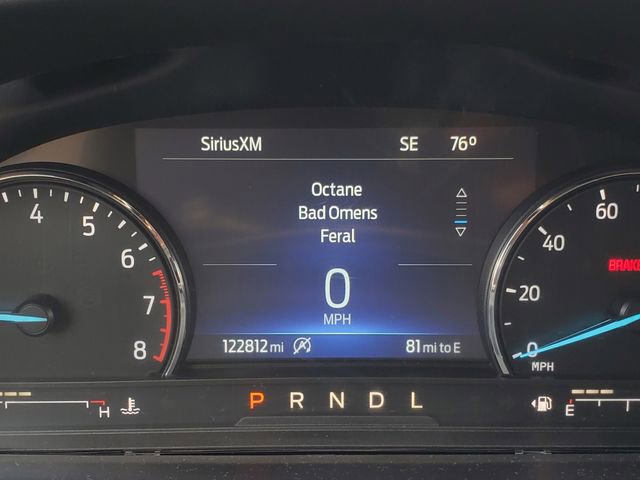 SiriusXM SE 76º
Octane
Bad Omens
Feral
0
MPH
122812 mi 81 mi to E
4 5 6 7 8
0 20 40 60
MPH
BRAKE
H P R N D L E